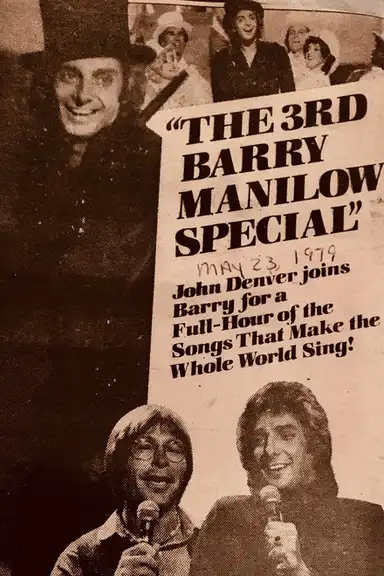 "THE 3RD
BARRY
MANILOW
SPECIAL"
MAY 23, 1979
John Denver joins
Barry for a
Full-Hour of the
Songs That Make the
Whole World Sing!